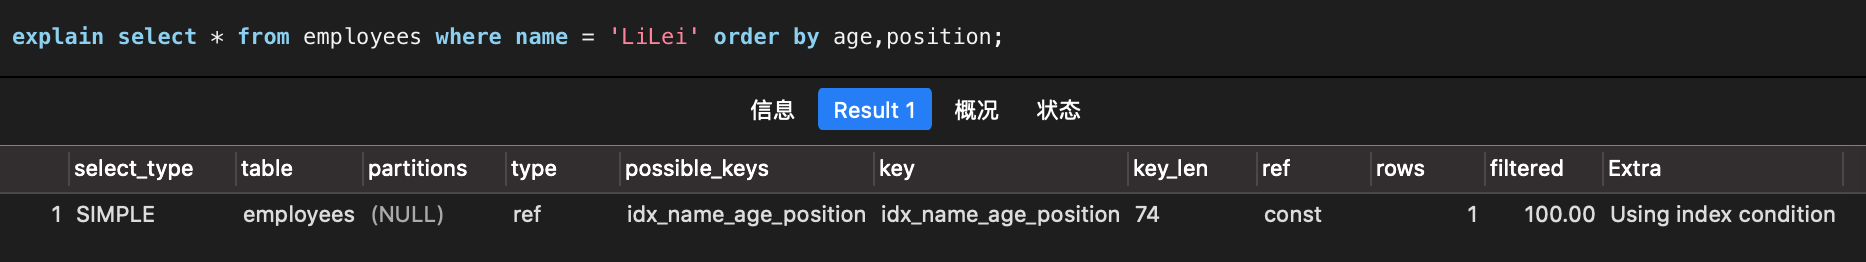 explain select * from employees where name = 'LiLei' order by age,position;
信息 Result 1 概况 状态
select_type table partitions type possible_keys key key_len ref rows filtered Extra
1 SIMPLE employees (NULL) ref idx_name_age_position idx_name_age_position 74 const 1 100.00 Using index condition